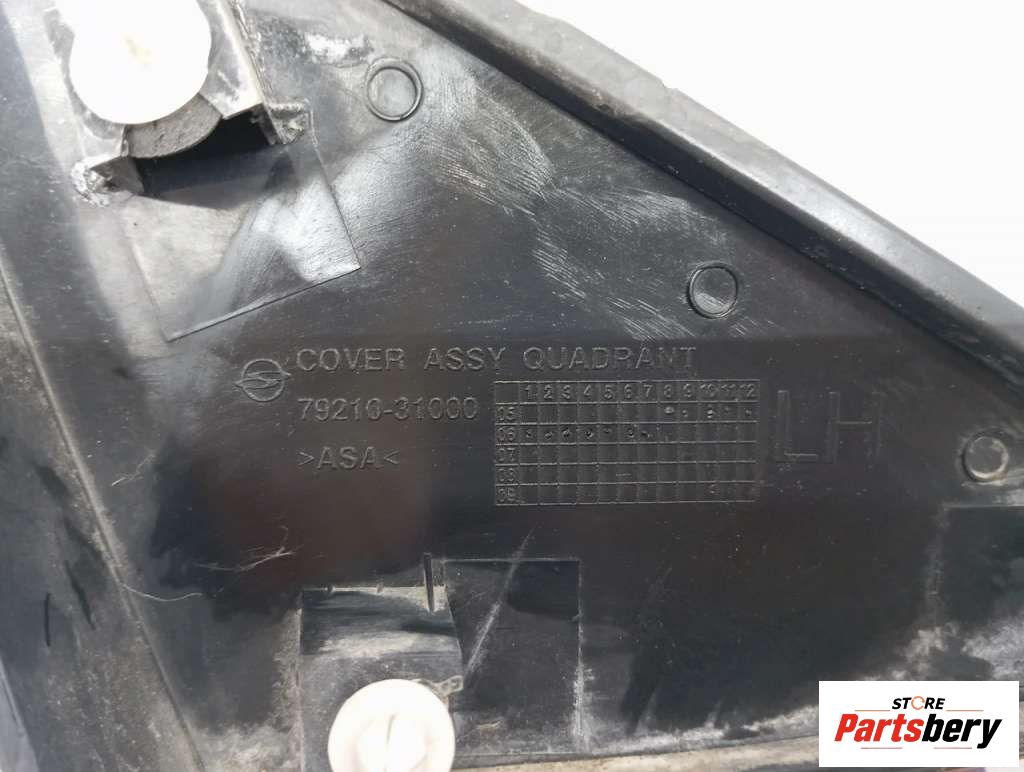 COVER ASSY QUADRANT
79210-31000
>ASA<
1 2 3 4 5 6 7 8 9 10 11 12
05
06
07
08
09
LH
STORE
Partsbery